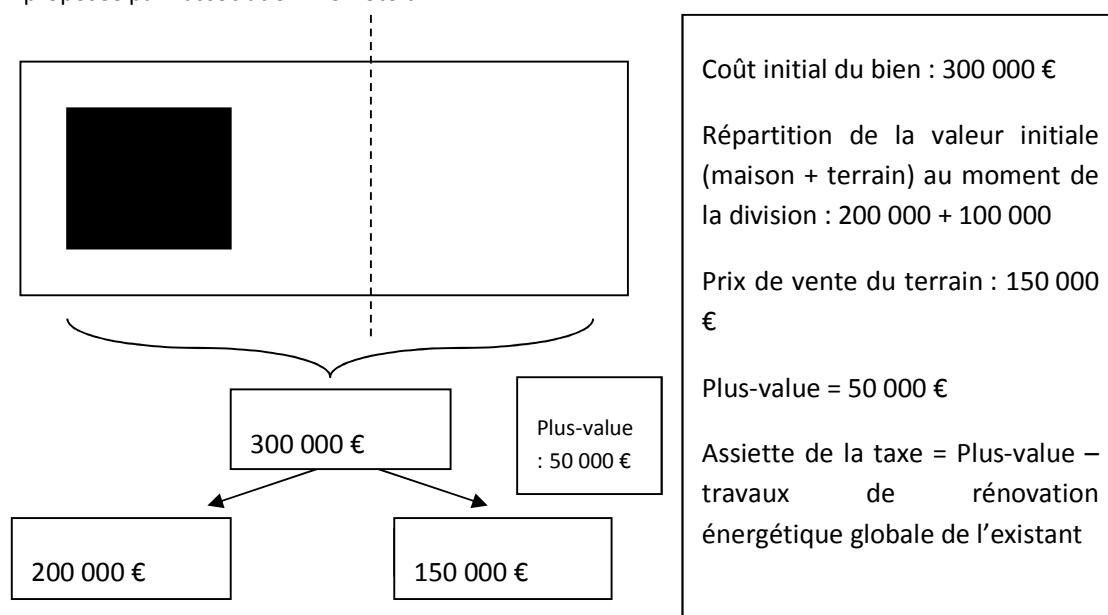 Coût initial du bien : 300 000 €
Répartition de la valeur initiale
(maison + terrain) au moment de
la division : 200 000 + 100 000
Prix de vente du terrain : 150 000
€
Plus-value = 50 000 €
Assiette de la taxe = Plus-value –
travaux de rénovation
énergétique globale de l’existant
300 000 €
Plus-value
: 50 000 €
200 000 €
150 000 €